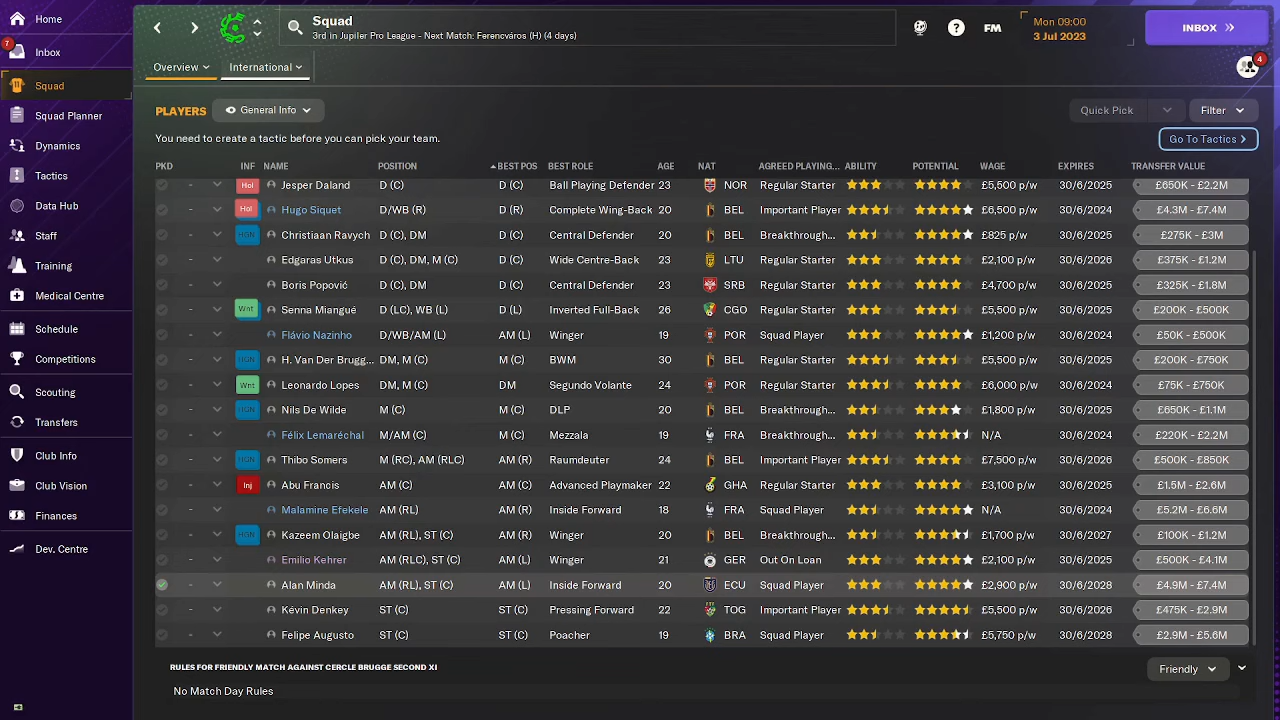 Home
7
Inbox
Squad
Squad Planner
Dynamics
Tactics
Data Hub
Staff
Training
Medical Centre
Schedule
Competitions
Scouting
Transfers
Club Info
Club Vision
Finances
Dev. Centre
Squad
3rd in Jupiler Pro League - Next Match: Ferencváros (H) (4 days)
? FM
Mon 09:00
3 Jul 2023
INBOX
4
Overview International
PLAYERS General Info Quick Pick Filter
You need to create a tactic before you can pick your team. Go To Tactics
PKD INF NAME POSITION BEST POS BEST ROLE AGE NAT AGREED PLAYING... ABILITY POTENTIAL WAGE EXPIRES TRANSFER VALUE
- Hol Jesper Daland D (C) D (C) Ball Playing Defender 23 NOR Regular Starter £5,500 p/w 30/6/2025 £650K - £2.2M
- Hol Hugo Siquet D/WB (R) D (R) Complete Wing-Back 20 BEL Important Player £6,500 p/w 30/6/2024 £4.3M - £7.4M
- HGN Christiaan Ravych D (C), DM D (C) Central Defender 20 BEL Breakthrough... £825 p/w 30/6/2025 £275K - £3M
- Edgaras Utkus D (C), DM, M (C) D (C) Wide Centre-Back 23 LTU Regular Starter £2,100 p/w 30/6/2026 £375K - £1.2M
- Boris Popović D (C), DM D (C) Central Defender 23 SRB Regular Starter £4,700 p/w 30/6/2025 £325K - £1.8M
- Wnt Senna Miangué D (LC), WB (L) D (L) Inverted Full-Back 26 CGO Regular Starter £5,500 p/w 30/6/2025 £200K - £500K
- Flávio Nazinho D/WB/AM (L) AM (L) Winger 19 POR Squad Player £1,200 p/w 30/6/2024 £50K - £500K
- HGN H. Van Der Brugg... DM, M (C) M (C) BWM 30 BEL Regular Starter £5,500 p/w 30/6/2025 £200K - £750K
- Wnt Leonardo Lopes DM, M (C) DM Segundo Volante 24 POR Regular Starter £6,000 p/w 30/6/2024 £75K - £750K
- HGN Nils De Wilde M (C) M (C) DLP 20 BEL Breakthrough... £1,800 p/w 30/6/2025 £650K - £1.1M
- Félix Lemaréchal M/AM (C) M (C) Mezzala 19 FRA Breakthrough... N/A 30/6/2024 £220K - £2.2M
- HGN Thibo Somers M (RC), AM (RLC) AM (R) Raumdeuter 24 BEL Important Player £7,500 p/w 30/6/2026 £500K - £850K
- Inj Abu Francis AM (C) AM (C) Advanced Playmaker 22 GHA Regular Starter £3,100 p/w 30/6/2027 £1.5M - £2.6M
- Malamine Efekele AM (RL) AM (R) Inside Forward 18 FRA Squad Player N/A 30/6/2024 £5.2M - £6.6M
- HGN Kazeem Olaigbe AM (RL), ST (C) AM (R) Winger 20 BEL Breakthrough... £1,700 p/w 30/6/2027 £100K - £1.2M
- Emilio Kehrer AM (RLC), ST (C) AM (R) Winger 21 GER Out On Loan £2,100 p/w 30/6/2025 £500K - £4.1M
- Alan Minda AM (RL), ST (C) AM (L) Inside Forward 20 ECU Squad Player £2,900 p/w 30/6/2028 £4.9M - £7.4M
- Kévin Denkey ST (C) ST (C) Pressing Forward 22 TOG Important Player £5,500 p/w 30/6/2026 £475K - £2.9M
- Felipe Augusto ST (C) ST (C) Poacher 19 BRA Squad Player £5,750 p/w 30/6/2028 £2.9M - £5.6M
RULES FOR FRIENDLY MATCH AGAINST CERCLE BRUGGE SECOND XI Friendly
No Match Day Rules